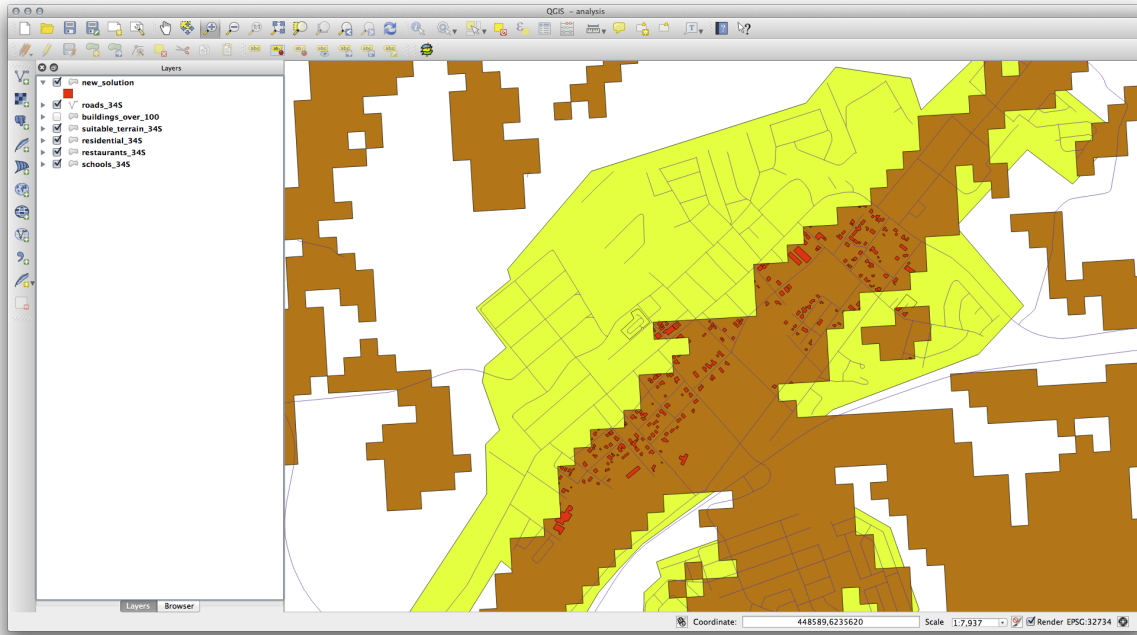 QGIS - analysis
Layers
new_solution
roads_34S
buildings_over_100
suitable_terrain_34S
residential_34S
restaurants_34S
schools_34S
Layers Browser
Coordinate: 448589,6235620 Scale 1:7,937 Render EPSG:32734